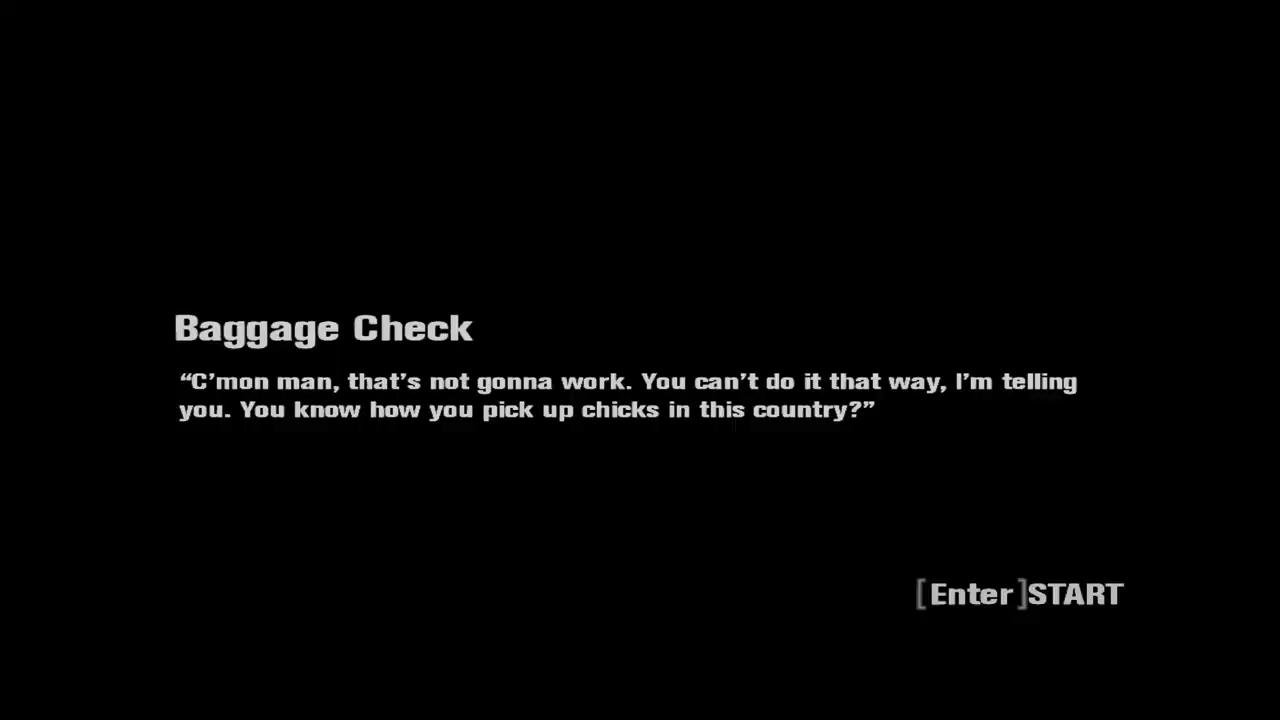 Baggage Check
“C’mon man, that’s not gonna work. You can’t do it that way, I’m telling
you. You know how you pick up chicks in this country?”
[Enter]START